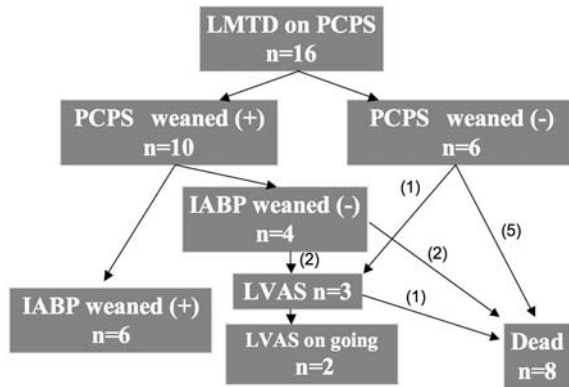 LMTD on PCPS
n=16
PCPS weaned (+)
n=10
PCPS weaned (-)
n=6
(1)
IABP weaned (-)
n=4
(5)
(2)
(2)
LVAS n=3
(1)
IABP weaned (+)
n=6
LVAS on going
n=2
Dead
n=8